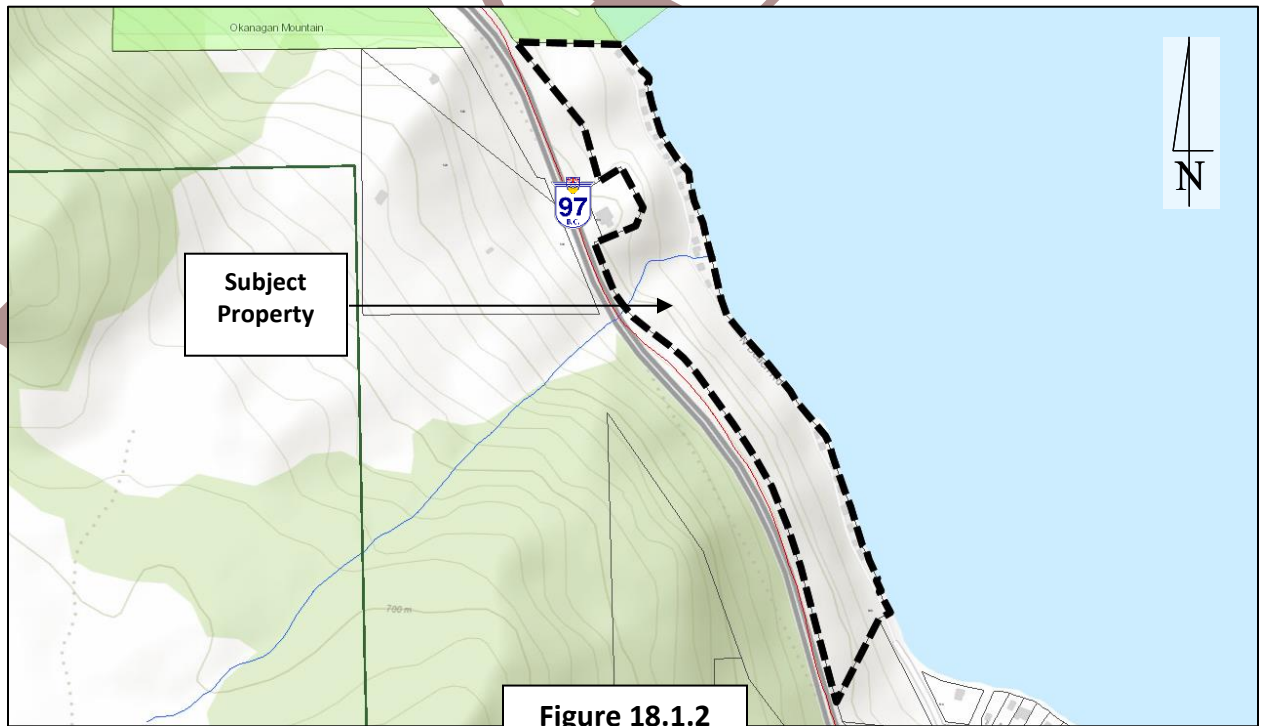 Okanagan Mountain
97
B.C.
Subject
Property
N
700 m
Figure 18.1.2